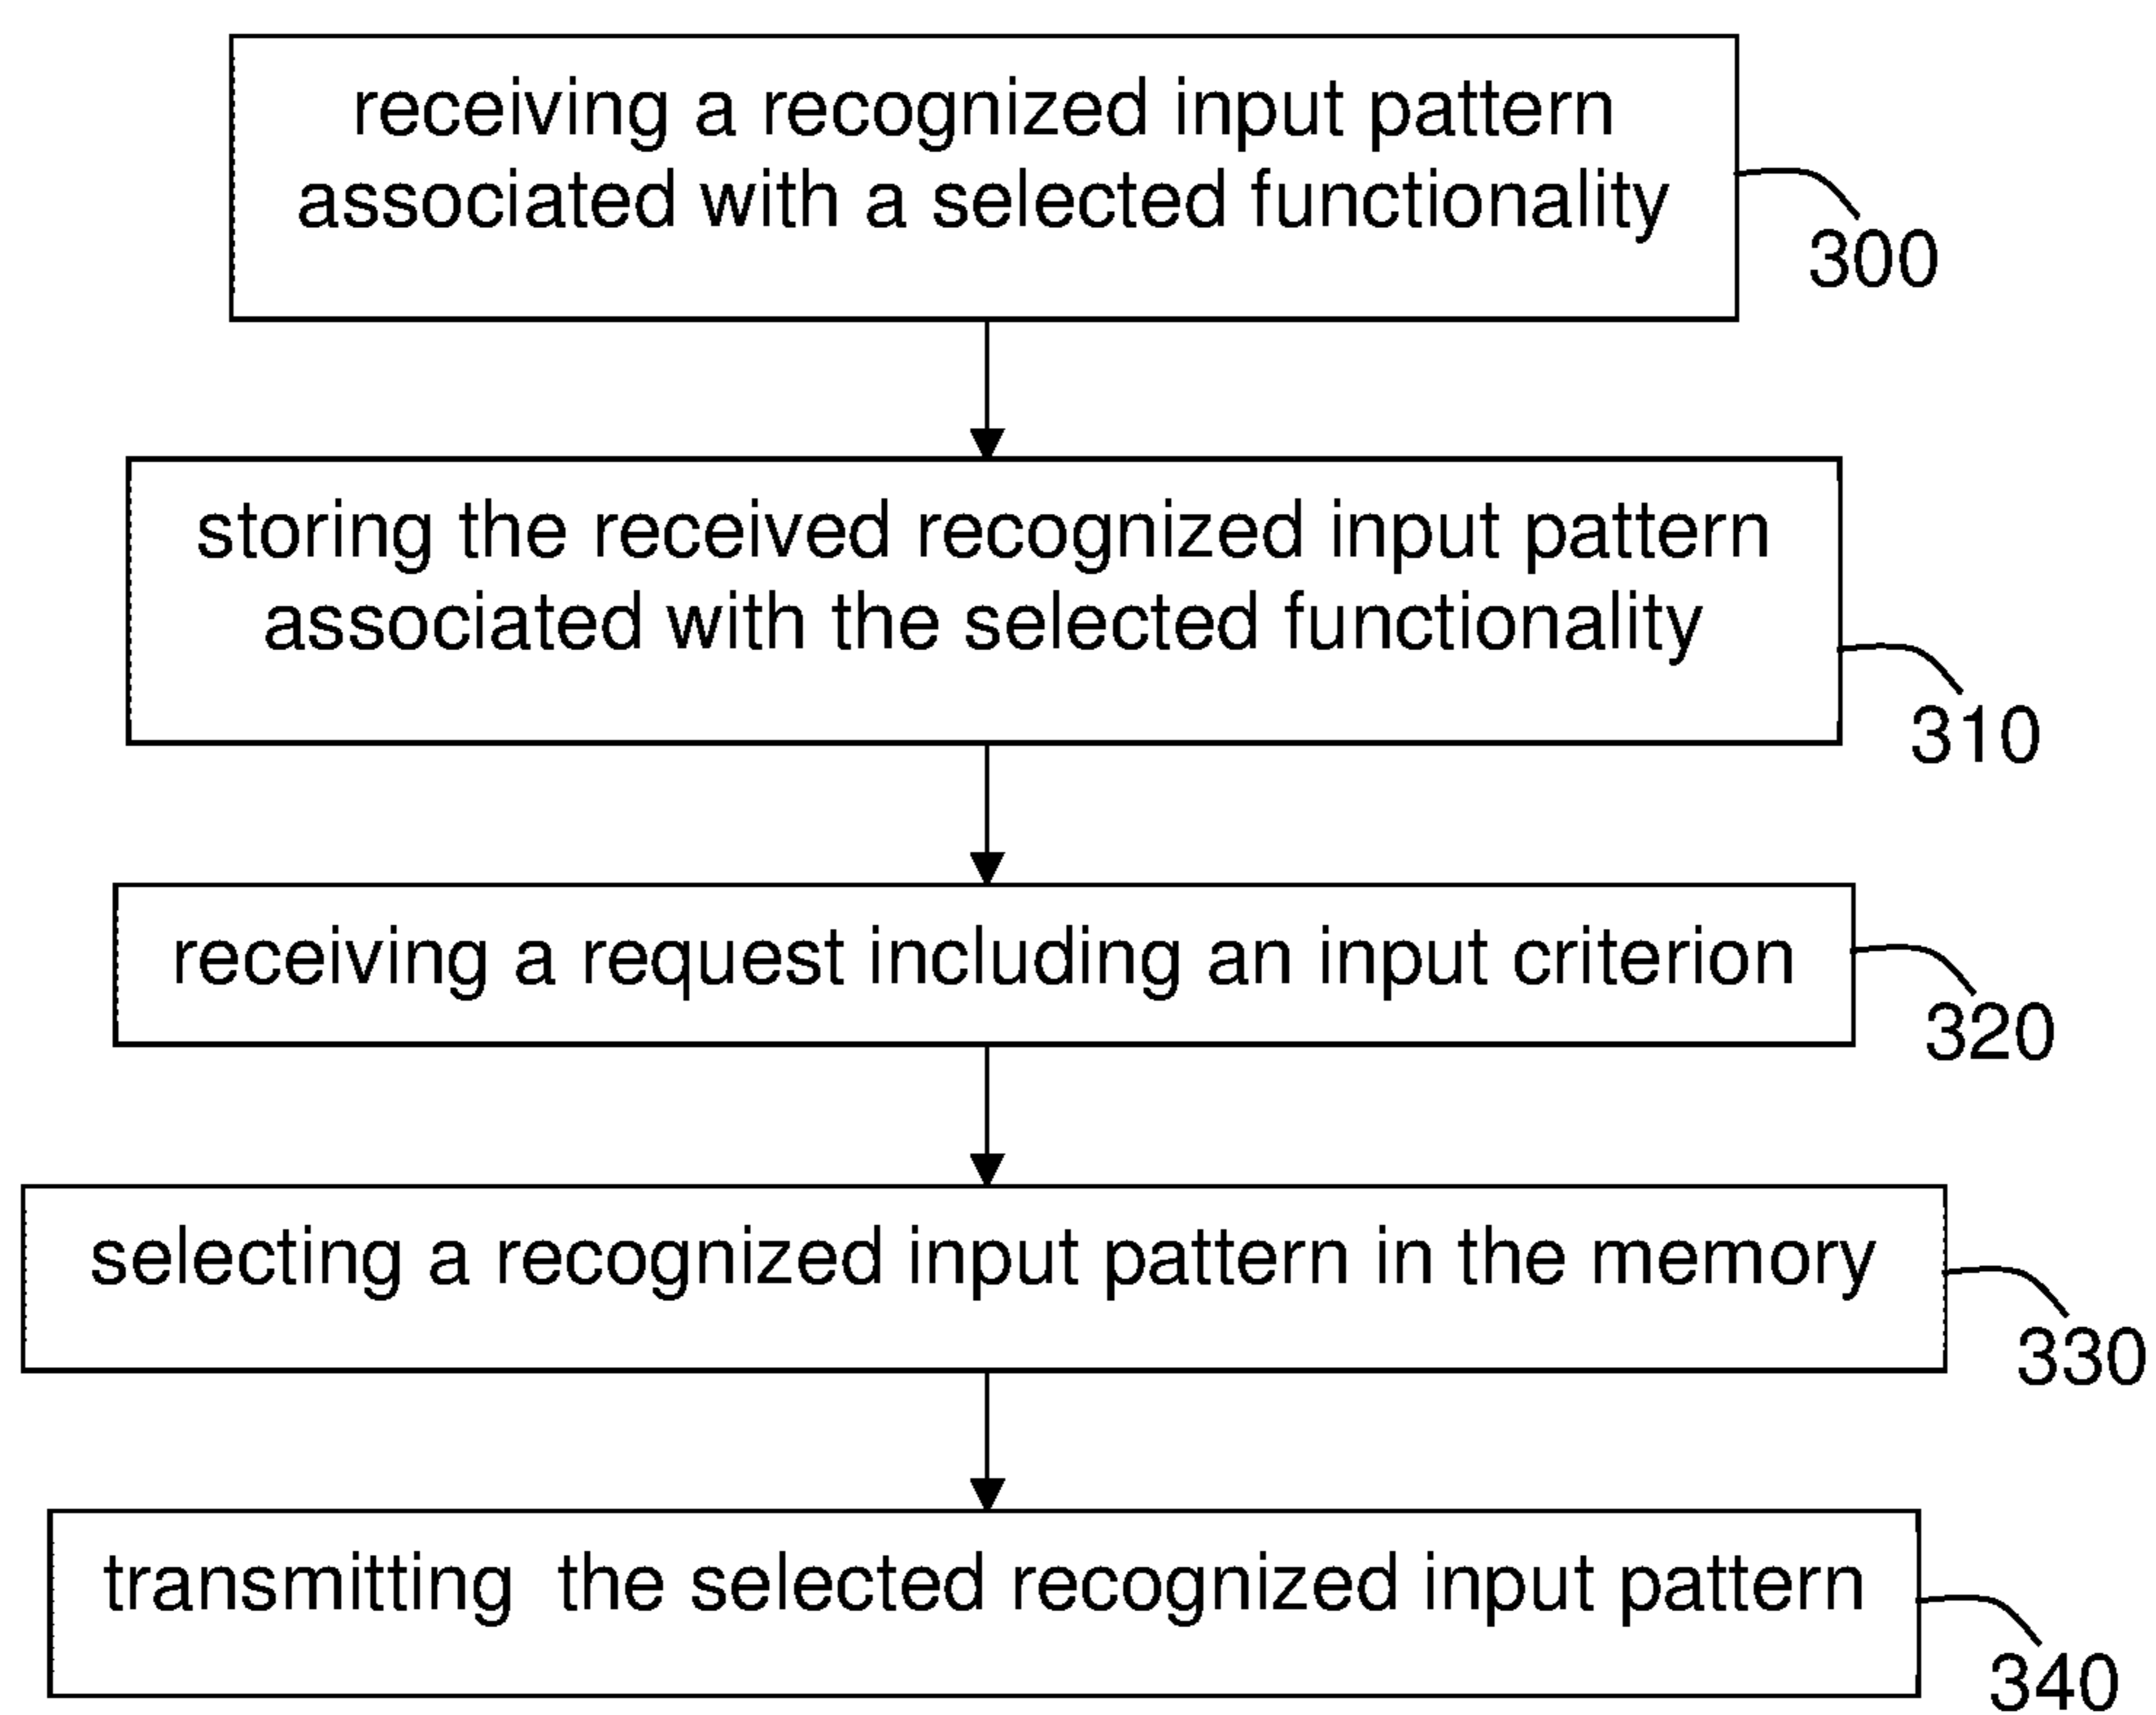 receiving a recognized input pattern
associated with a selected functionality
300
storing the received recognized input pattern
associated with the selected functionality
310
receiving a request including an input criterion
320
selecting a recognized input pattern in the memory
330
transmitting the selected recognized input pattern
340